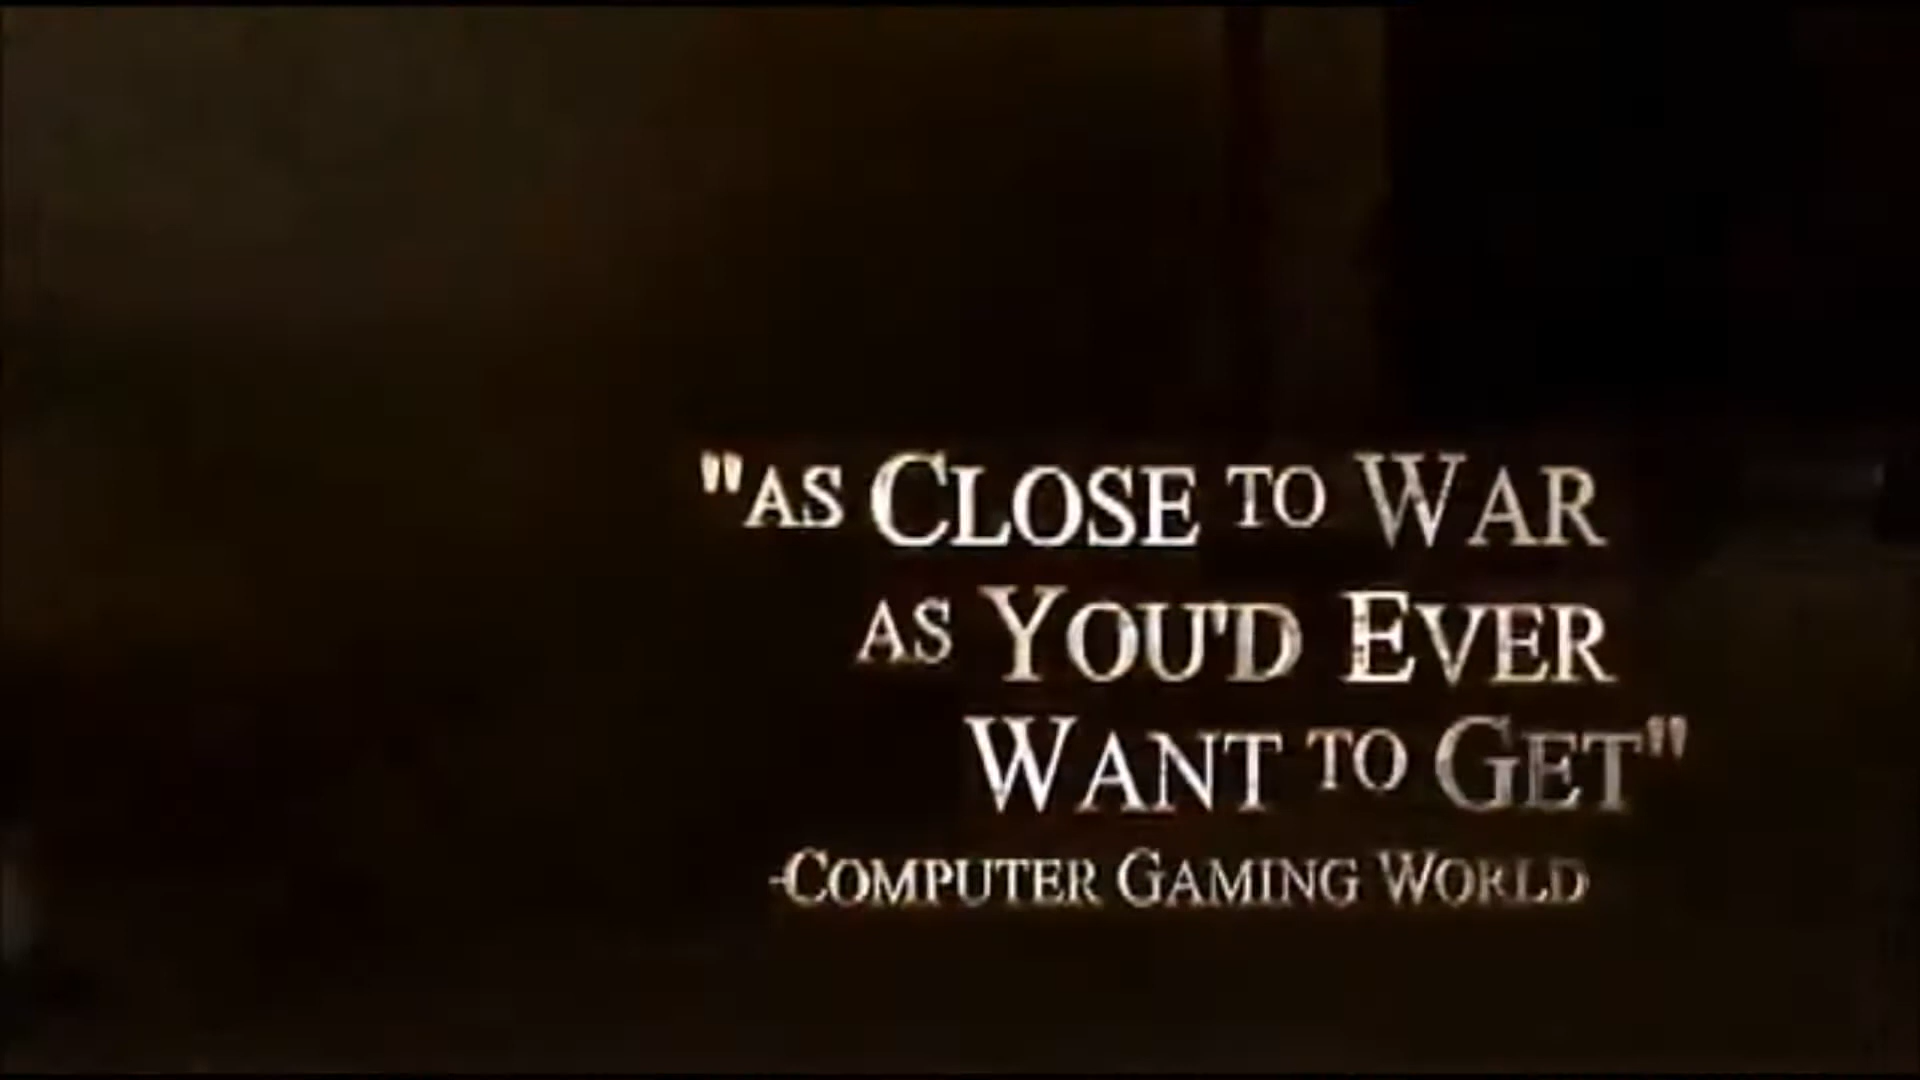 "AS CLOSE TO WAR
AS YOU'D EVER
WANT TO GET"
-COMPUTER GAMING WORLD